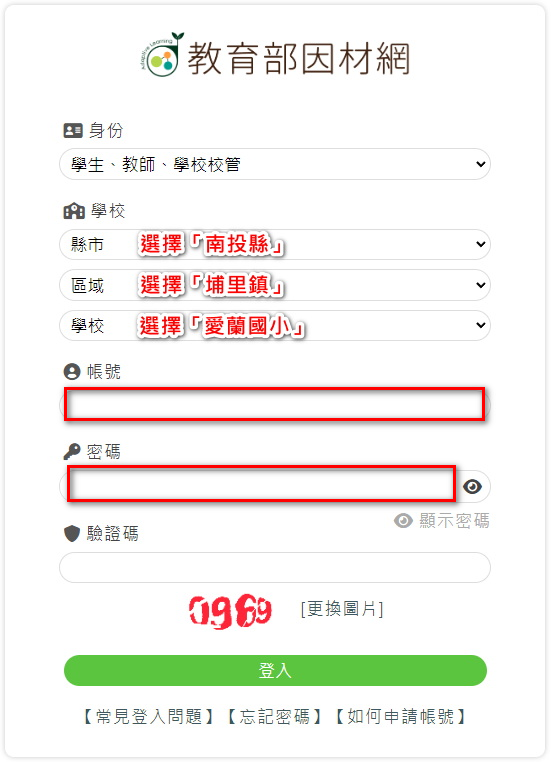 Adaptive Learning
教育部因材網
身份
學生、教師、學校校管
學校
縣市 選擇「南投縣」
區域 選擇「埔里鎮」
學校 選擇「愛蘭國小」
帳號
密碼
顯示密碼
驗證碼
0969 [更換圖片]
登入
【常見登入問題】【忘記密碼】【如何申請帳號】